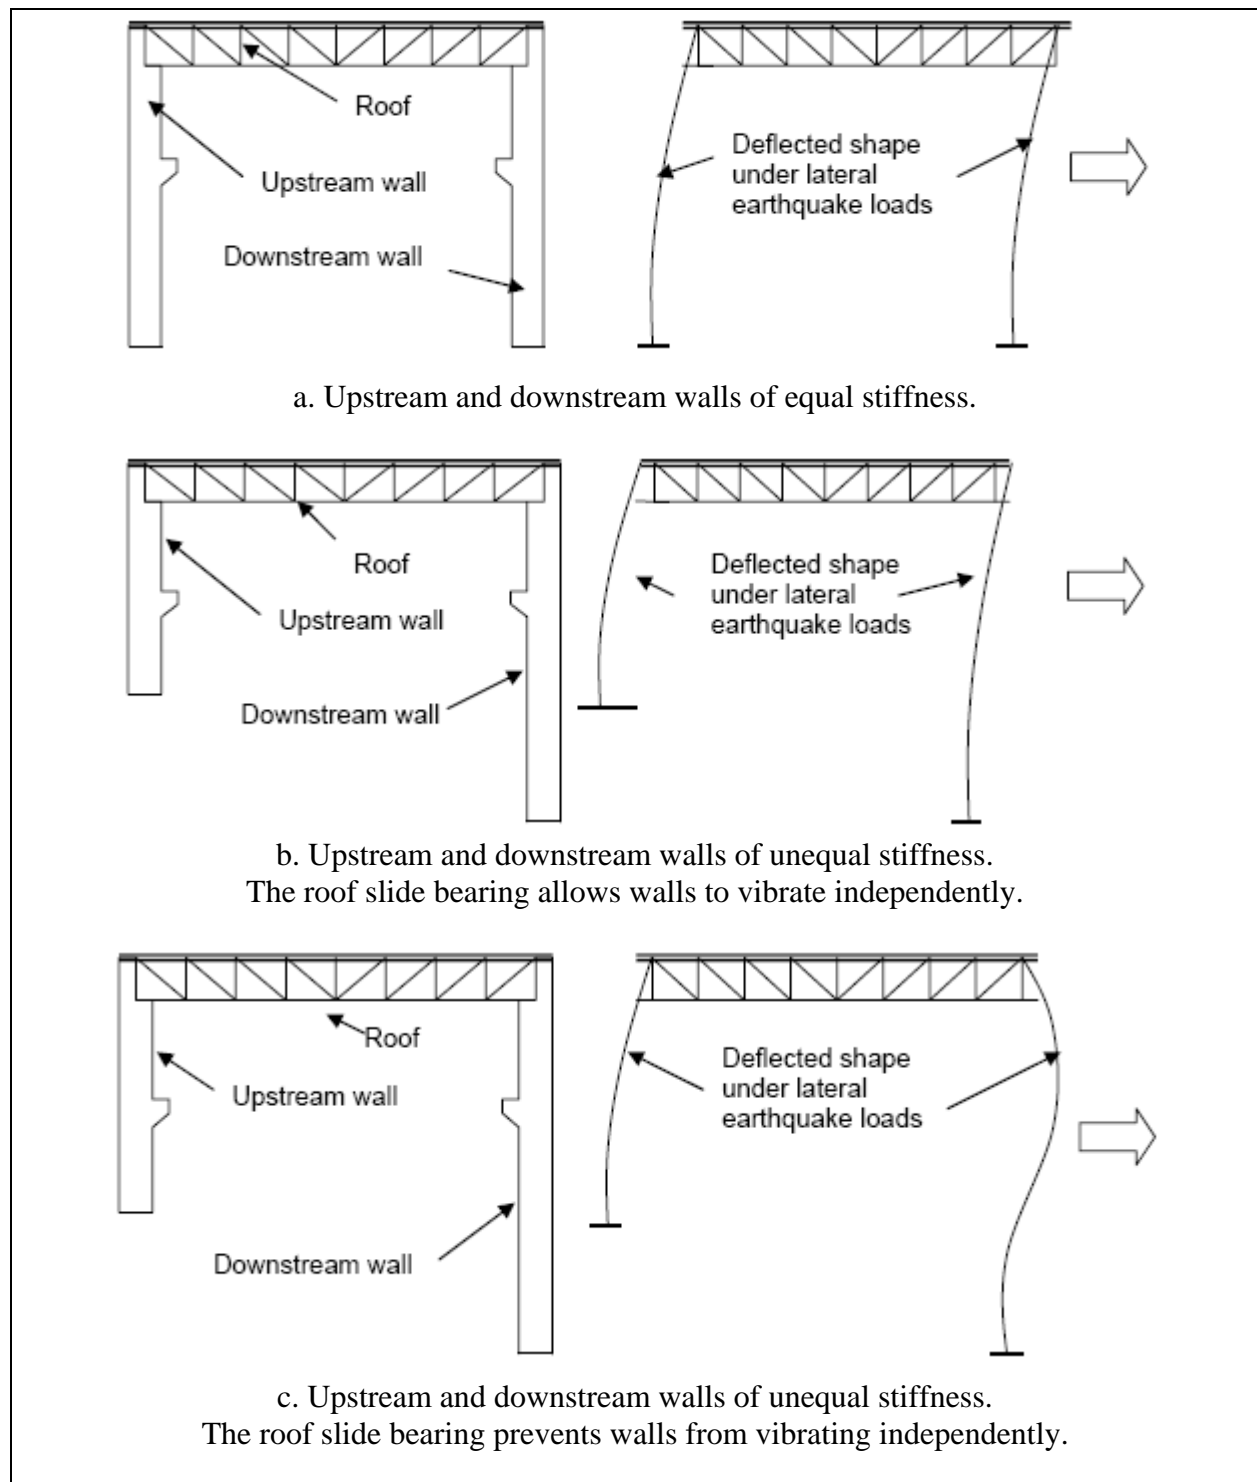 Roof
Upstream wall
Downstream wall
Deflected shape
under lateral
earthquake loads
a. Upstream and downstream walls of equal stiffness.
Roof
Upstream wall
Downstream wall
Deflected shape
under lateral
earthquake loads
b. Upstream and downstream walls of unequal stiffness.
The roof slide bearing allows walls to vibrate independently.
Roof
Upstream wall
Downstream wall
Deflected shape
under lateral
earthquake loads
c. Upstream and downstream walls of unequal stiffness.
The roof slide bearing prevents walls from vibrating independently.